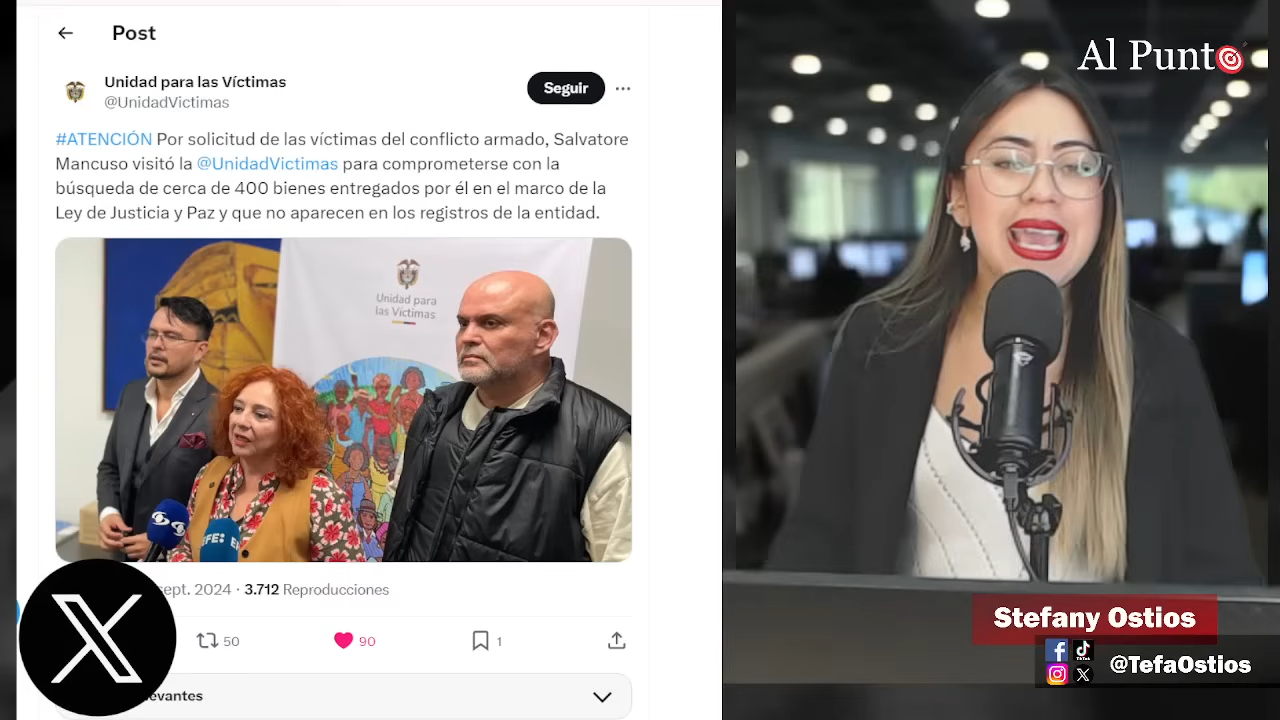 Post
Unidad para las Víctimas
@UnidadVictimas
Seguir
#ATENCIÓN Por solicitud de las víctimas del conflicto armado, Salvatore
Mancuso visitó la @UnidadVictimas para comprometerse con la
búsqueda de cerca de 400 bienes entregados por él en el marco de la
Ley de Justicia y Paz y que no aparecen en los registros de la entidad.
Unidad para
las Víctimas
EFE:
sept. 2024 · 3.712 Reproducciones
50
90
1
evantes
Al Punto
Stefany Ostios
@TefaOstios